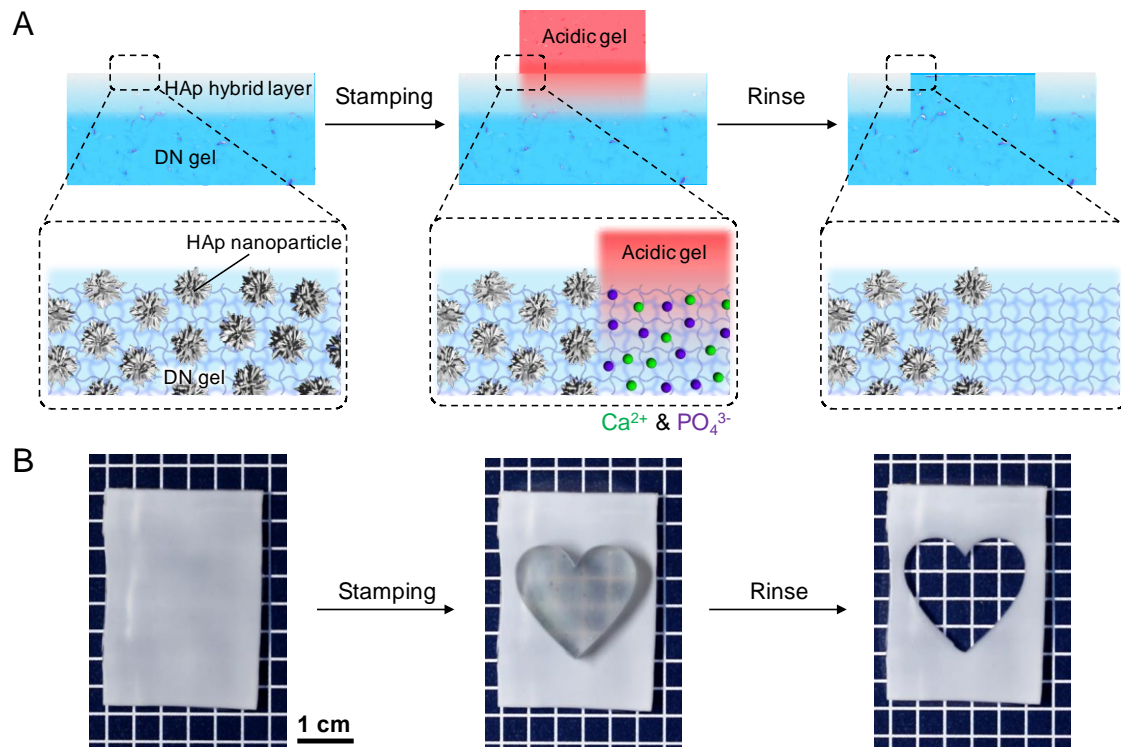 A
HAp hybrid layer
DN gel
Stamping
Acidic gel
Rinse
HAp nanoparticle
DN gel
Acidic gel
Ca²⁺ & PO₄³⁻
B
Stamping
Rinse
1 cm